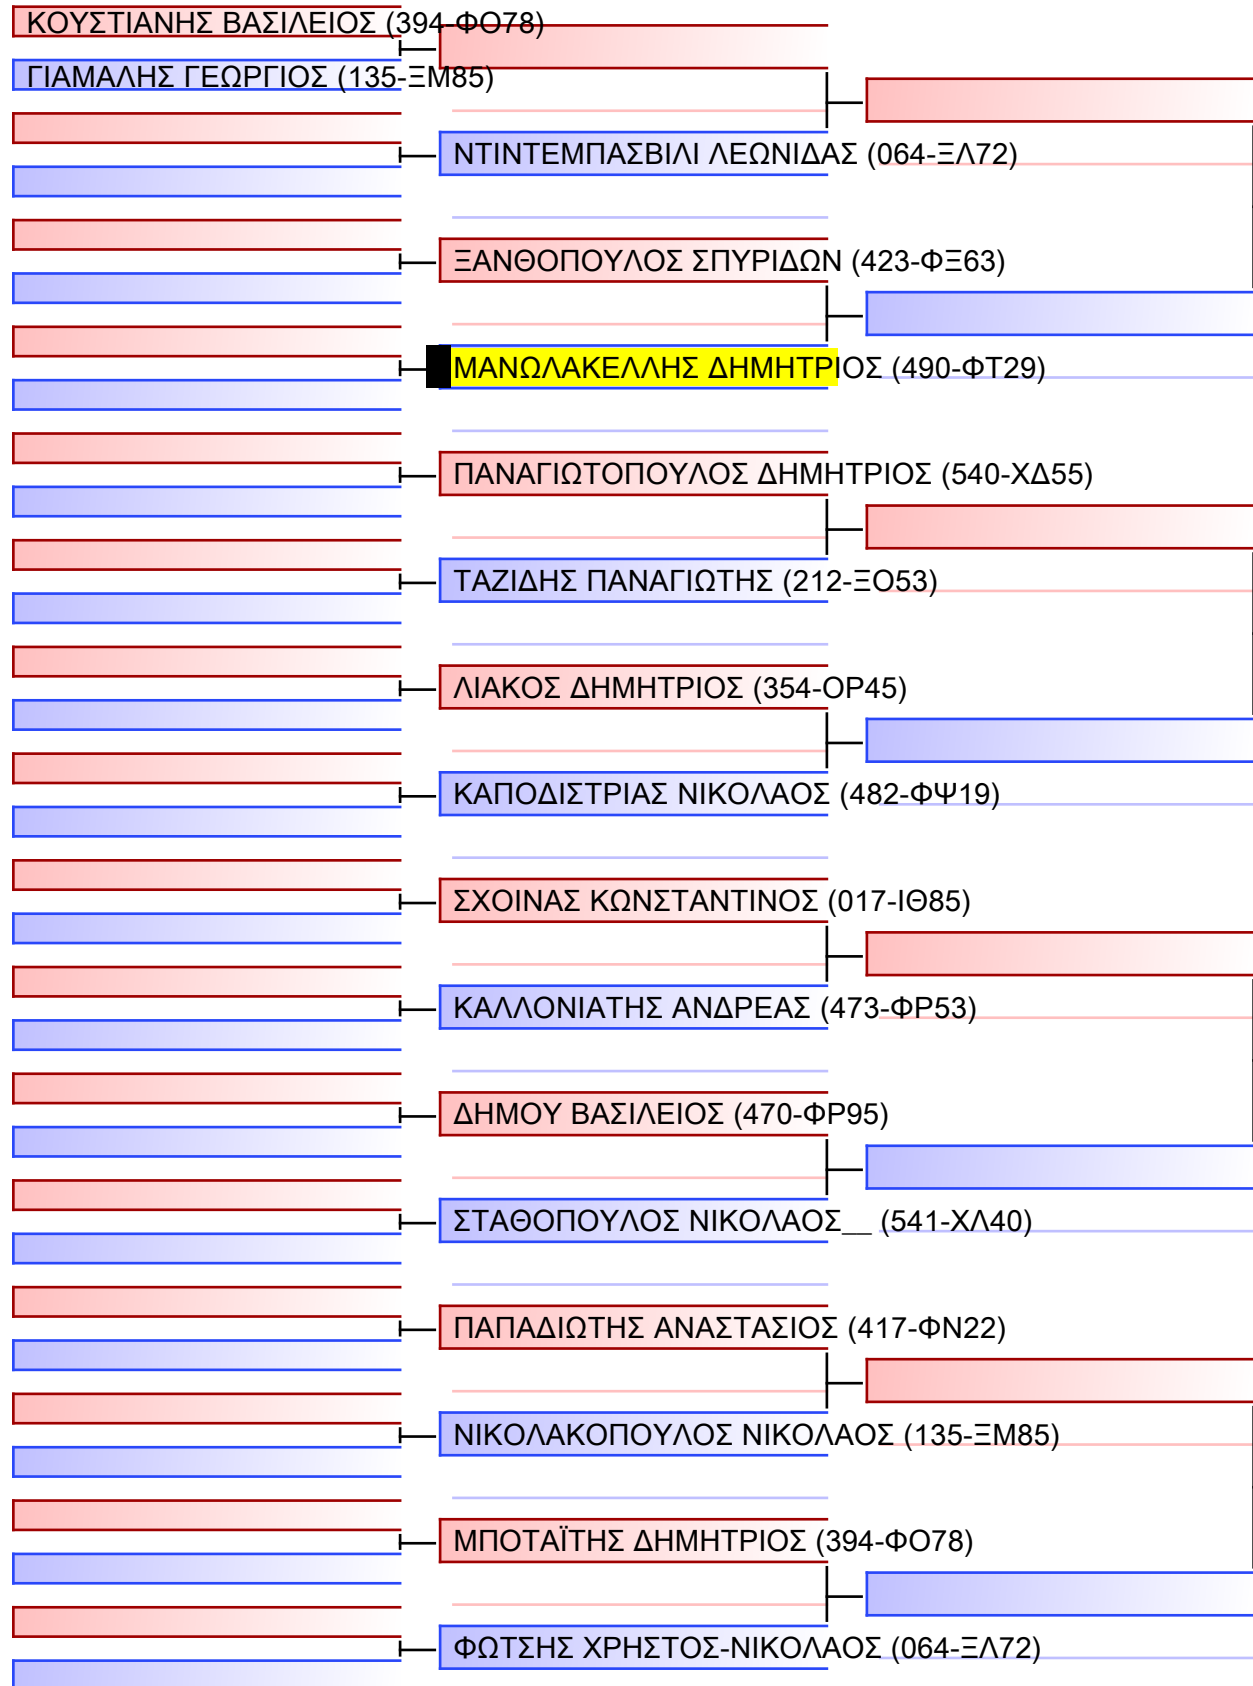 ΚΟΥΣΤΙΑΝΗΣ ΒΑΣΙΛΕΙΟΣ (394-ΦΟ78)
ΓΙΑΜΑΛΗΣ ΓΕΩΡΓΙΟΣ (135-ΞΜ85)
ΝΤΙΝΤΕΜΠΑΣΒΙΛΙ ΛΕΩΝΙΔΑΣ (064-ΞΛ72)
ΞΑΝΘΟΠΟΥΛΟΣ ΣΠΥΡΙΔΩΝ (423-ΦΞ63)
ΜΑΝΩΛΑΚΕΛΛΗΣ ΔΗΜΗΤΡΙΟΣ (490-ΦΤ29)
ΠΑΝΑΓΙΩΤΟΠΟΥΛΟΣ ΔΗΜΗΤΡΙΟΣ (540-ΧΔ55)
ΤΑΖΙΔΗΣ ΠΑΝΑΓΙΩΤΗΣ (212-ΞΟ53)
ΛΙΑΚΟΣ ΔΗΜΗΤΡΙΟΣ (354-ΟΡ45)
ΚΑΠΟΔΙΣΤΡΙΑΣ ΝΙΚΟΛΑΟΣ (482-ΦΨ19)
ΣΧΟΙΝΑΣ ΚΩΝΣΤΑΝΤΙΝΟΣ (017-ΙΘ85)
ΚΑΛΛΟΝΙΑΤΗΣ ΑΝΔΡΕΑΣ (473-ΦΡ53)
ΔΗΜΟΥ ΒΑΣΙΛΕΙΟΣ (470-ΦΡ95)
ΣΤΑΘΟΠΟΥΛΟΣ ΝΙΚΟΛΑΟΣ__ (541-ΧΛ40)
ΠΑΠΑΔΙΩΤΗΣ ΑΝΑΣΤΑΣΙΟΣ (417-ΦΝ22)
ΝΙΚΟΛΑΚΟΠΟΥΛΟΣ ΝΙΚΟΛΑΟΣ (135-ΞΜ85)
ΜΠΟΤΑΪΤΗΣ ΔΗΜΗΤΡΙΟΣ (394-ΦΟ78)
ΦΩΤΣΗΣ ΧΡΗΣΤΟΣ-ΝΙΚΟΛΑΟΣ (064-ΞΛ72)